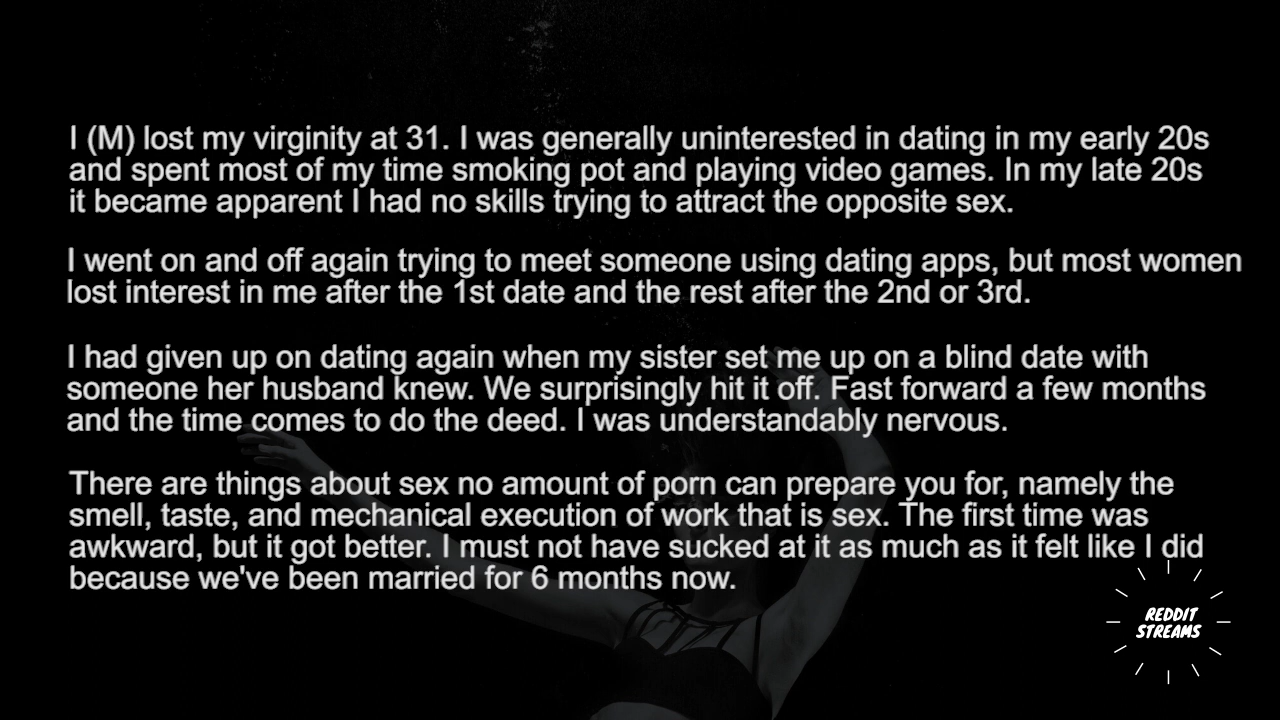 I (M) lost my virginity at 31. I was generally uninterested in dating in my early 20s
and spent most of my time smoking pot and playing video games. In my late 20s
it became apparent I had no skills trying to attract the opposite sex.
I went on and off again trying to meet someone using dating apps, but most women
lost interest in me after the 1st date and the rest after the 2nd or 3rd.
I had given up on dating again when my sister set me up on a blind date with
someone her husband knew. We surprisingly hit it off. Fast forward a few months
and the time comes to do the deed. I was understandably nervous.
There are things about sex no amount of porn can prepare you for, namely the
smell, taste, and mechanical execution of work that is sex. The first time was
awkward, but it got better. I must not have sucked at it as much as it felt like I did
because we've been married for 6 months now.
REDDIT
STREAMS